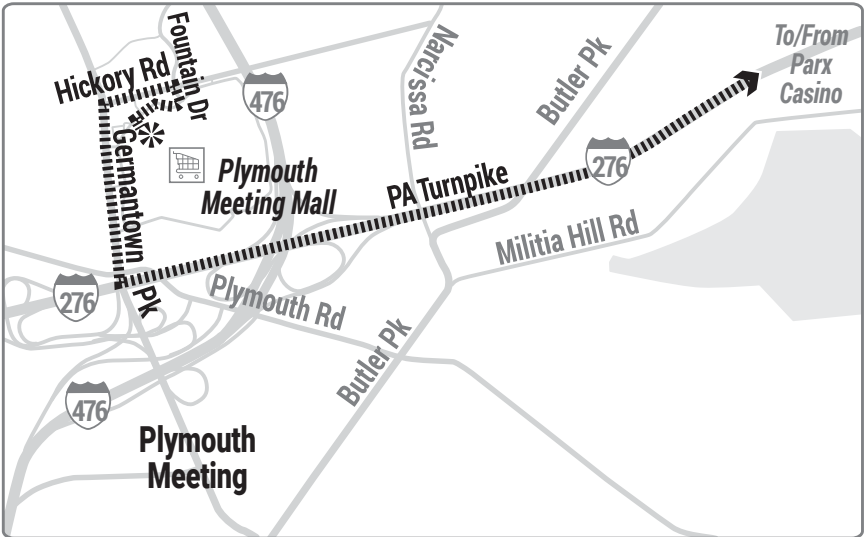 Fountain Dr
Hickory Rd
476
Narcissa Rd
Butler Pk
To/From
Parx
Casino
Germantown Pk
Plymouth
Meeting Mall
276
PA Turnpike
Militia Hill Rd
276
Plymouth Rd
Butler Pk
476
Plymouth
Meeting